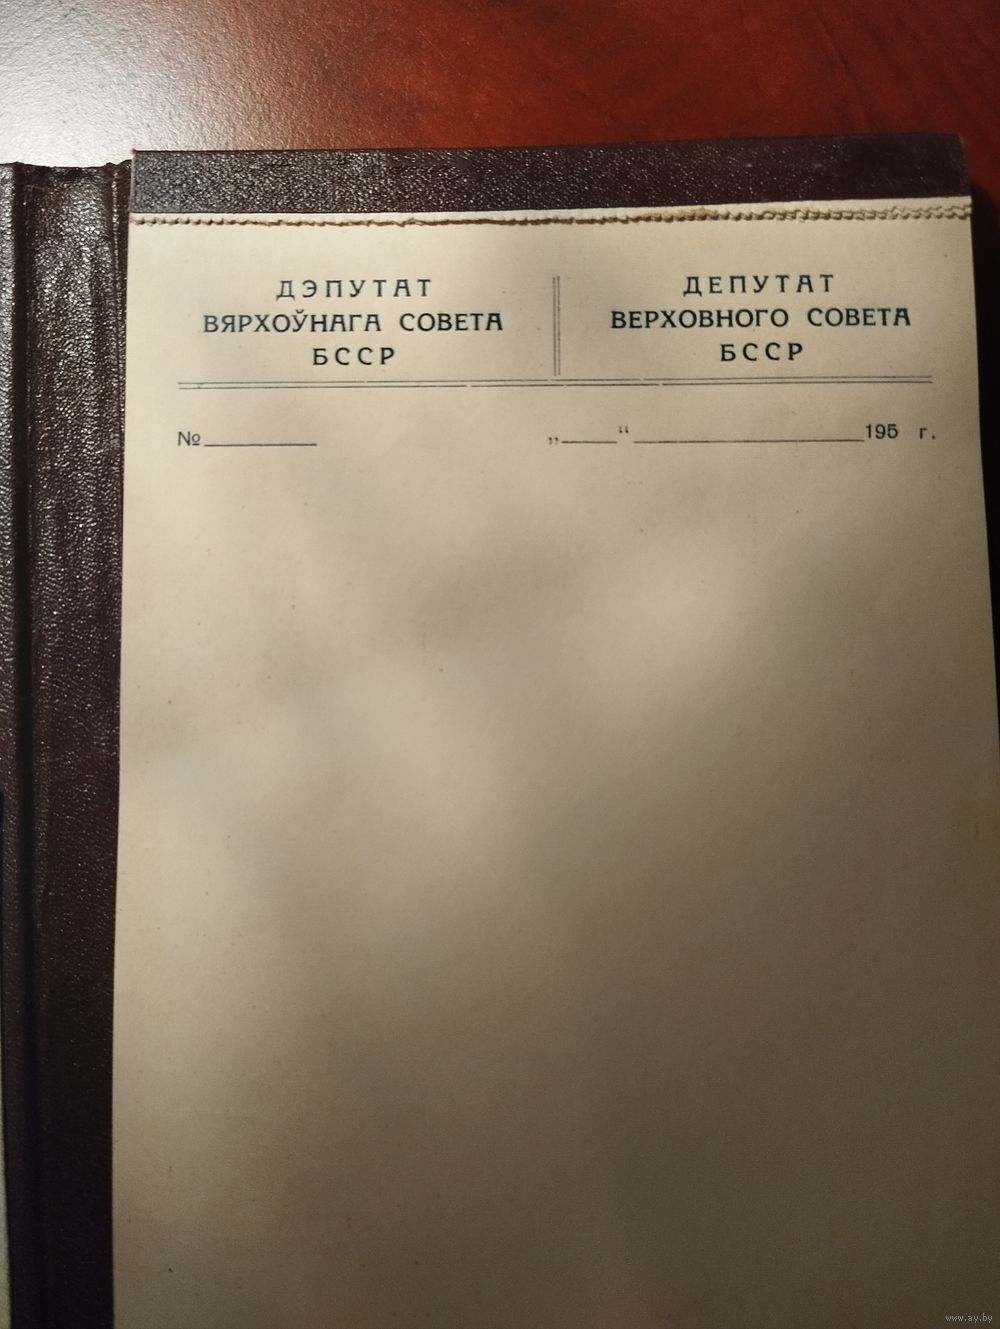 ДЭПУТАТ
ВЯРХОЎНАГА СОВЕТА
БССР
ДЕПУТАТ
ВЕРХОВНОГО СОВЕТА
БССР
№ „ “ 195 г.
www.ay.by